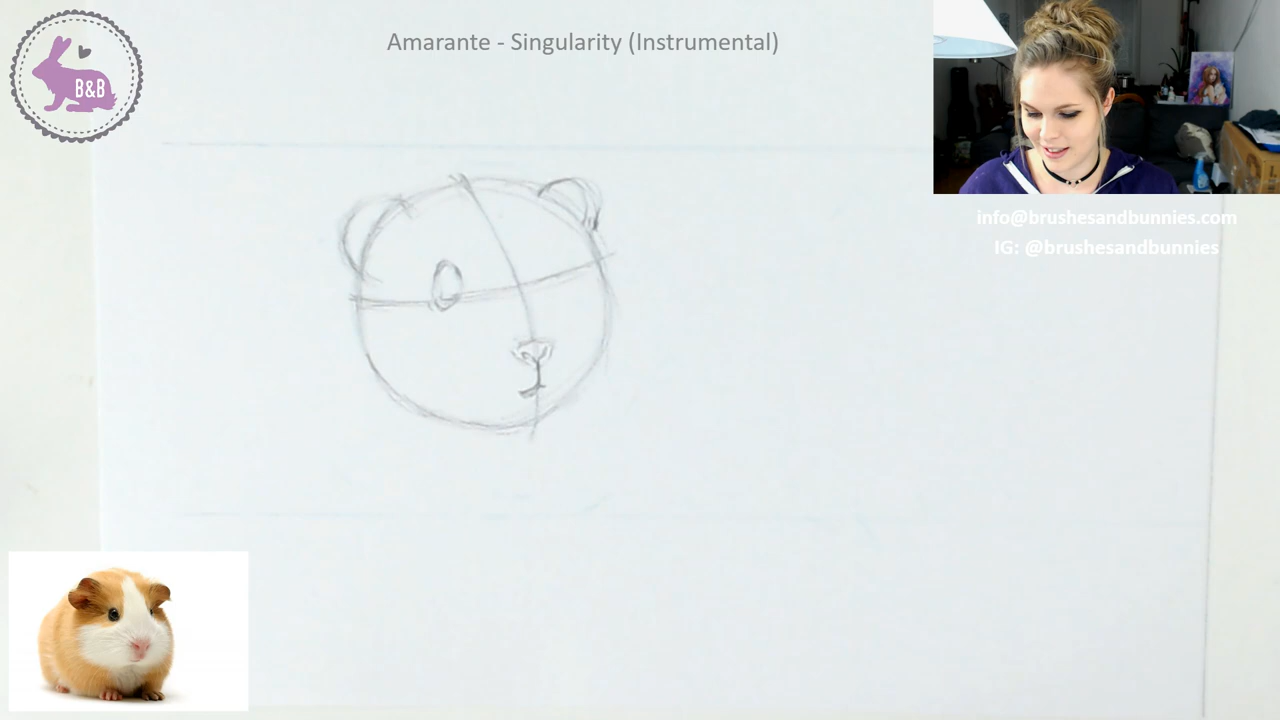 B&B
Amarante - Singularity (Instrumental)
info@brushesandbunnies.com
IG: @brushesandbunnies